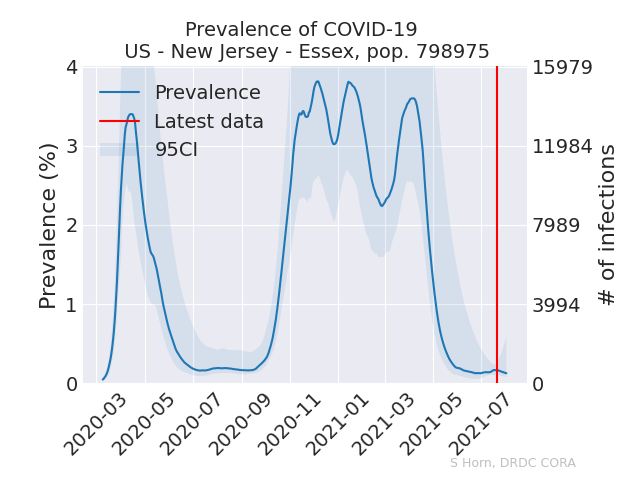 Prevalence of COVID-19
US - New Jersey - Essex, pop. 798975
Prevalence
Latest data
95CI
Prevalence (%)
4
3
2
1
0
15979
11984
7989
3994
0
# of infections
2020-03
2020-05
2020-07
2020-09
2020-11
2021-01
2021-03
2021-05
2021-07
S Horn, DRDC CORA